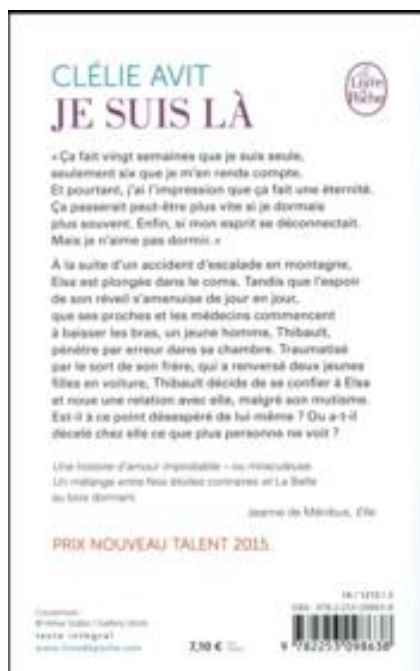 CLÉLIE AVIT
Le Livre de Poche
JE SUIS LÀ
« Ça fait vingt semaines que je suis seule,
seulement six que je m'en rends compte.
Et pourtant, j'ai l'impression que ça fait une éternité.
Ça passerait peut-être plus vite si je dormais
plus souvent. Enfin, si mon esprit se déconnectait.
Mais je n'aime pas dormir. »
À la suite d'un accident d'escalade en montagne,
Elsa est plongée dans le coma. Tandis que l'espoir
de son réveil s'amenuise de jour en jour,
que ses proches et les médecins commencent
à baisser les bras, un jeune homme, Thibault,
pénètre par erreur dans sa chambre. Traumatisé
par le sort de son frère, qui a renversé deux jeunes
filles en voiture, Thibault décide de se confier à Elsa
et noue une relation avec elle, malgré son mutisme.
Est-il à ce point désespéré de lui-même ? Ou a-t-il
décelé chez elle ce que plus personne ne voit ?
Une histoire d'amour improbable – ou miraculeuse.
Un mélange entre Nos étoiles contraires et La Belle
au bois dormant.
Jeanne de Ménibus, Elle
PRIX NOUVEAU TALENT 2015.
Couverture :
texte intégral
www.livredepoche.com
7,10 €
9 782253 098638